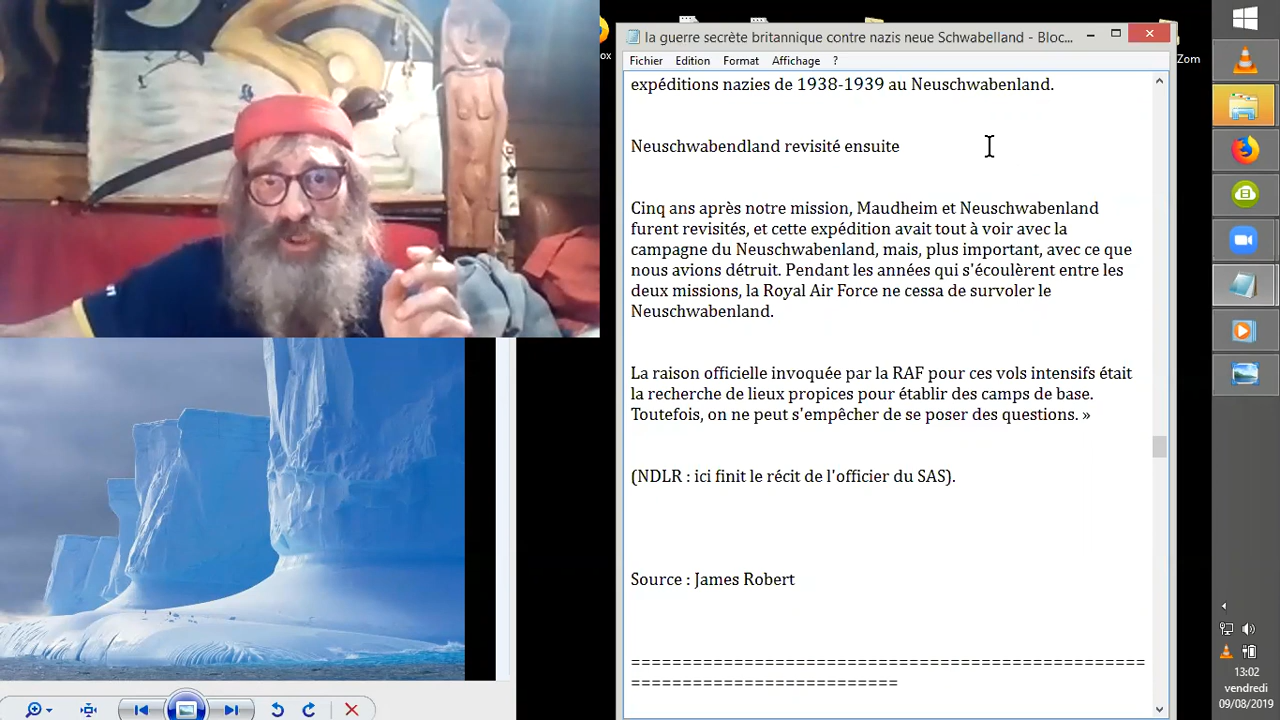 la guerre secrète britannique contre nazis neue Schwabelland - Bloc...
Zom
Fichier Edition Format Affichage ?
expéditions nazies de 1938-1939 au Neuschwabenland.
Neuschwabendland revisité ensuite
Cinq ans après notre mission, Maudheim et Neuschwabenland
furent revisités, et cette expédition avait tout à voir avec la
campagne du Neuschwabenland, mais, plus important, avec ce que
nous avions détruit. Pendant les années qui s'écoulèrent entre les
deux missions, la Royal Air Force ne cessa de survoler le
Neuschwabenland.
La raison officielle invoquée par la RAF pour ces vols intensifs était
la recherche de lieux propices pour établir des camps de base.
Toutefois, on ne peut s'empêcher de se poser des questions. »
(NDLR : ici finit le récit de l'officier du SAS).
Source : James Robert
==================================================
==========================
13:02
vendredi
09/08/2019